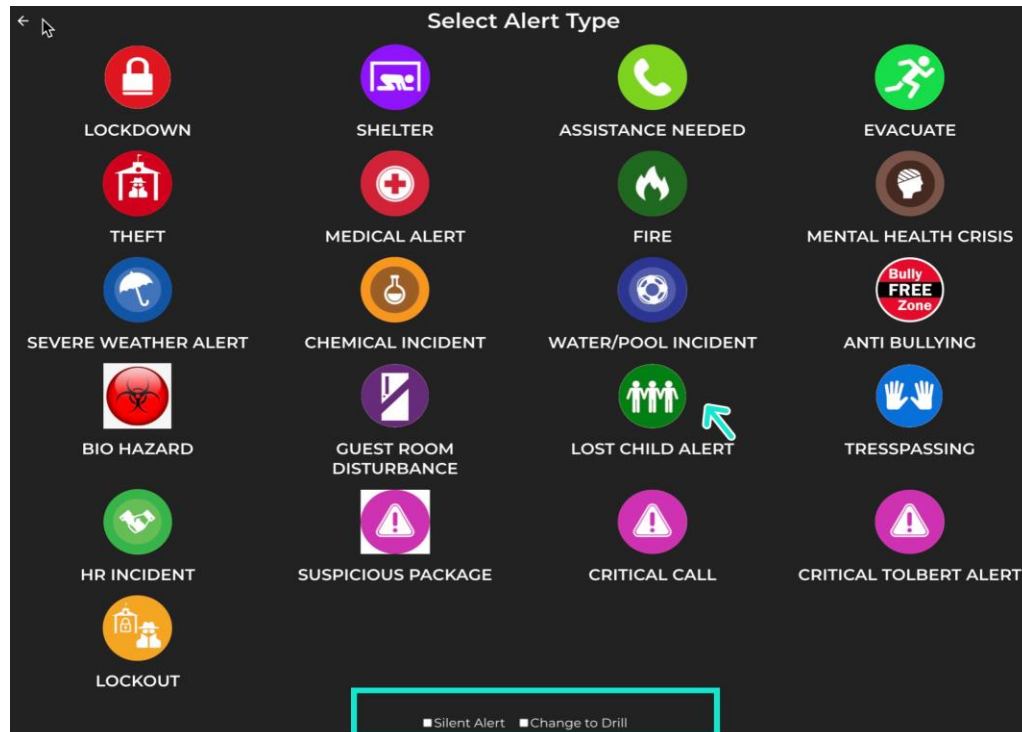 Select Alert Type
LOCKDOWN
SHELTER
ASSISTANCE NEEDED
EVACUATE
THEFT
MEDICAL ALERT
FIRE
MENTAL HEALTH CRISIS
SEVERE WEATHER ALERT
CHEMICAL INCIDENT
WATER/POOL INCIDENT
Bully
FREE
Zone
ANTI BULLYING
BIO HAZARD
GUEST ROOM
DISTURBANCE
LOST CHILD ALERT
TRESSPASSING
HR INCIDENT
SUSPICIOUS PACKAGE
CRITICAL CALL
CRITICAL TOLBERT ALERT
LOCKOUT
Silent Alert
Change to Drill